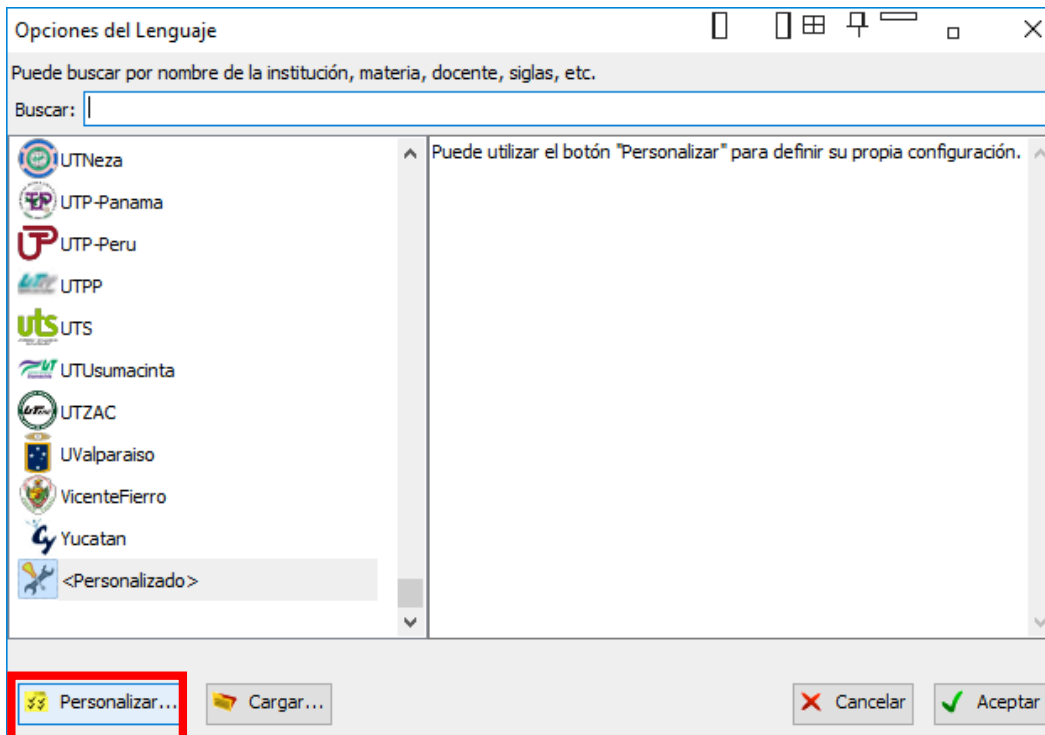 Opciones del Lenguaje
Puede buscar por nombre de la institución, materia, docente, siglas, etc.
Buscar:
UTNeza
UTP-Panama
UTP-Peru
UTPP
uts UTS
UTUsumacinta
UTZAC
UValparaiso
VicenteFierro
Yucatan
<Personalizado>
Puede utilizar el botón "Personalizar" para definir su propia configuración.
Personalizar...
Cargar...
Cancelar
Aceptar